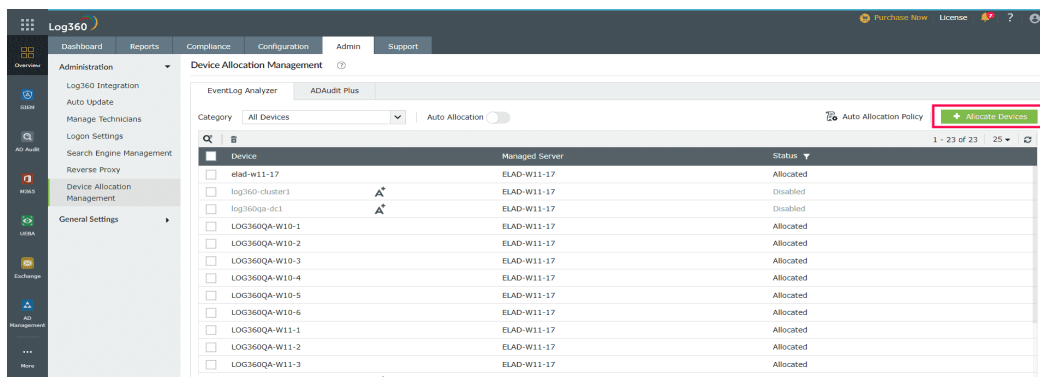 Log360
Purchase Now License 7 ?
Dashboard Reports Compliance Configuration Admin Support
Overview
SIEM
AD Audit
M365
UEBA
Exchange
AD
Management
More
Administration
Log360 Integration
Auto Update
Manage Technicians
Logon Settings
Search Engine Management
Reverse Proxy
Device Allocation
Management
General Settings
Device Allocation Management ?
EventLog Analyzer ADAudit Plus
Category All Devices Auto Allocation Auto Allocation Policy + Allocate Devices
1 - 23 of 23 25
Device Managed Server Status
elad-w11-17 ELAD-W11-17 Allocated
log360-cluster1 A+ ELAD-W11-17 Disabled
log360qa-dc1 A+ ELAD-W11-17 Disabled
LOG360QA-W10-1 ELAD-W11-17 Allocated
LOG360QA-W10-2 ELAD-W11-17 Allocated
LOG360QA-W10-3 ELAD-W11-17 Allocated
LOG360QA-W10-4 ELAD-W11-17 Allocated
LOG360QA-W10-5 ELAD-W11-17 Allocated
LOG360QA-W10-6 ELAD-W11-17 Allocated
LOG360QA-W11-1 ELAD-W11-17 Allocated
LOG360QA-W11-2 ELAD-W11-17 Allocated
LOG360QA-W11-3 ELAD-W11-17 Allocated